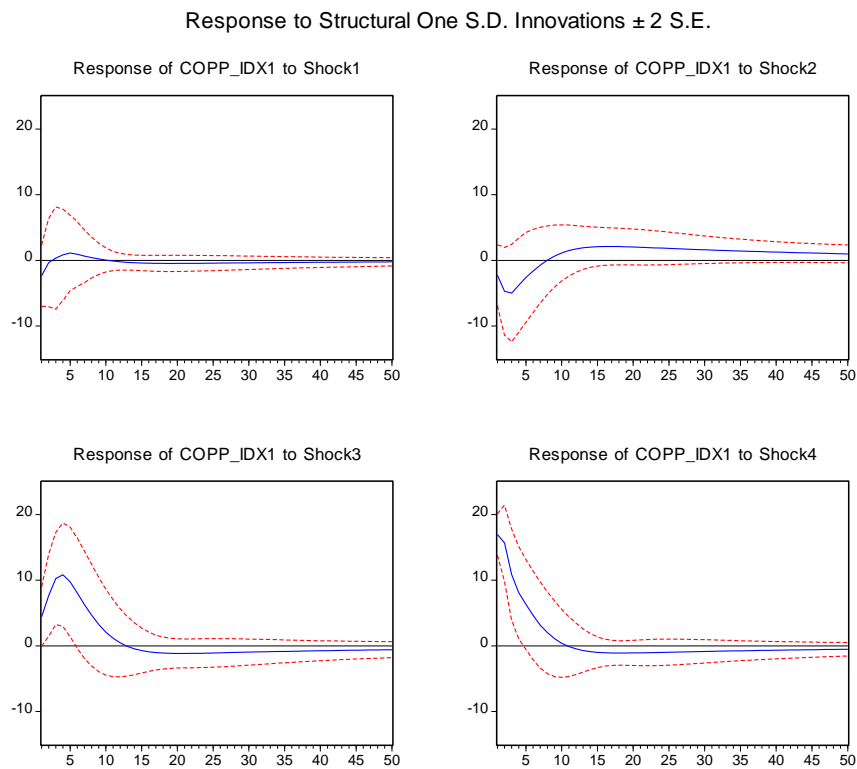 Response to Structural One S.D. Innovations ± 2 S.E.
Response of COPP_IDX1 to Shock1
20
10
0
-10
5 10 15 20 25 30 35 40 45 50
Response of COPP_IDX1 to Shock2
20
10
0
-10
5 10 15 20 25 30 35 40 45 50
Response of COPP_IDX1 to Shock3
20
10
0
-10
5 10 15 20 25 30 35 40 45 50
Response of COPP_IDX1 to Shock4
20
10
0
-10
5 10 15 20 25 30 35 40 45 50